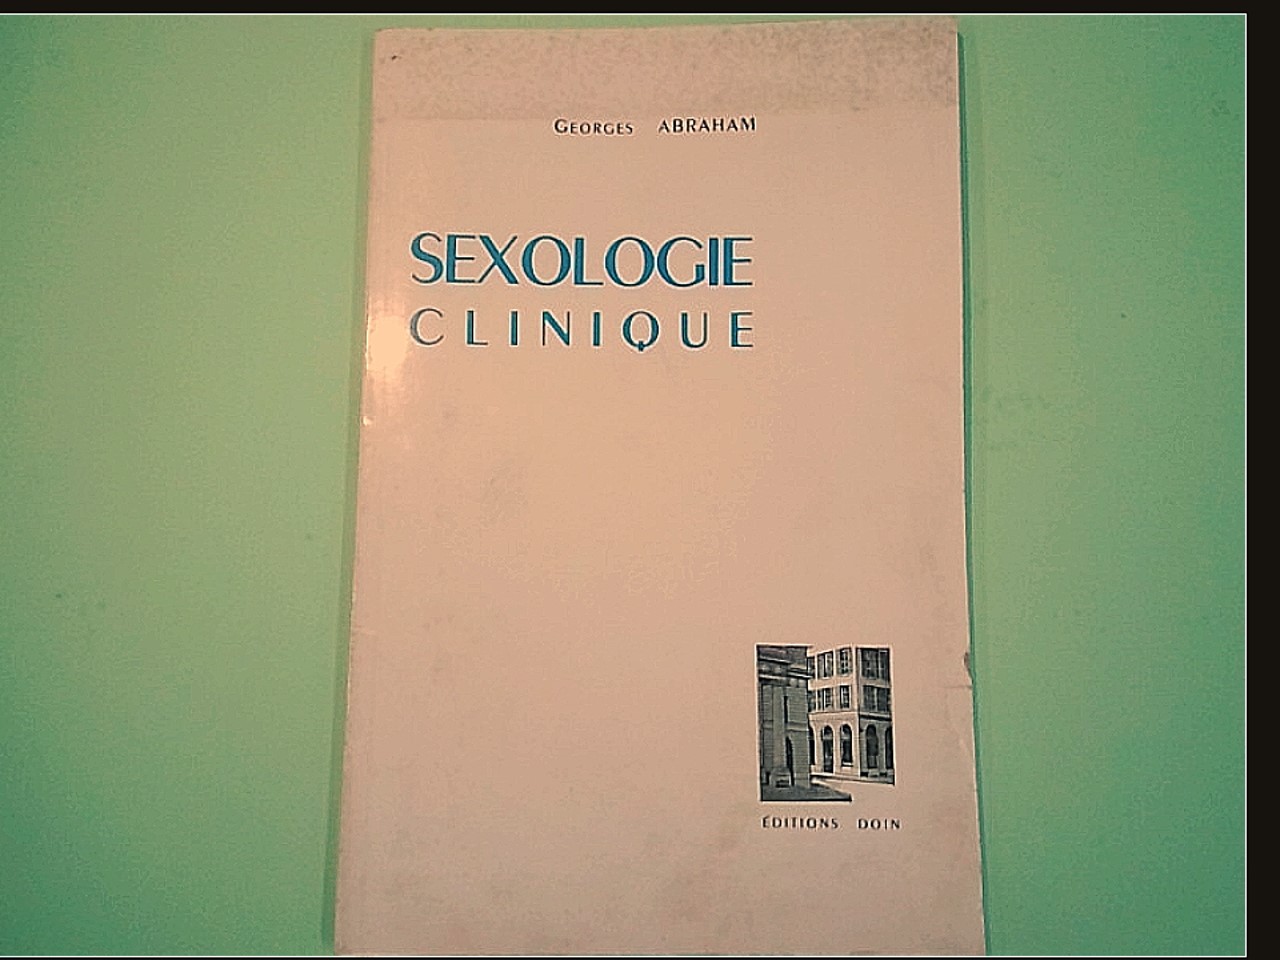 GEORGES ABRAHAM
SEXOLOGIE
CLINIQUE
ÉDITIONS DOIN